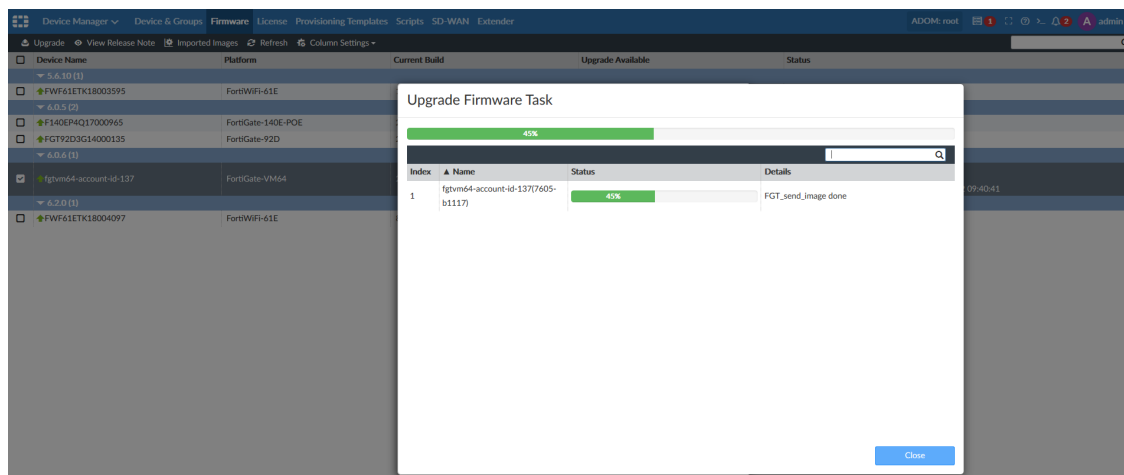 Device Manager Device & Groups Firmware License Provisioning Templates Scripts SD-WAN Extender ADOM: root 1 2 A admin
Upgrade View Release Note Imported Images Refresh Column Settings
Device Name Platform Current Build Upgrade Available Status
5.6.10 (1)
FWF61ETK18003595 FortiWiFi-61E
6.0.5 (2)
F140EP4Q17000965 FortiGate-140E-POE
FGT92D3G14000135 FortiGate-92D
6.0.6 (1)
fgtvm64-account-id-137 FortiGate-VM64
09:40:41
6.2.0 (1)
FWF61ETK18004097 FortiWiFi-61E
Upgrade Firmware Task
45%
Index Name Status Details
1 fgtvm64-account-id-137(7605-b1117) 45% FGT_send_image done
Close